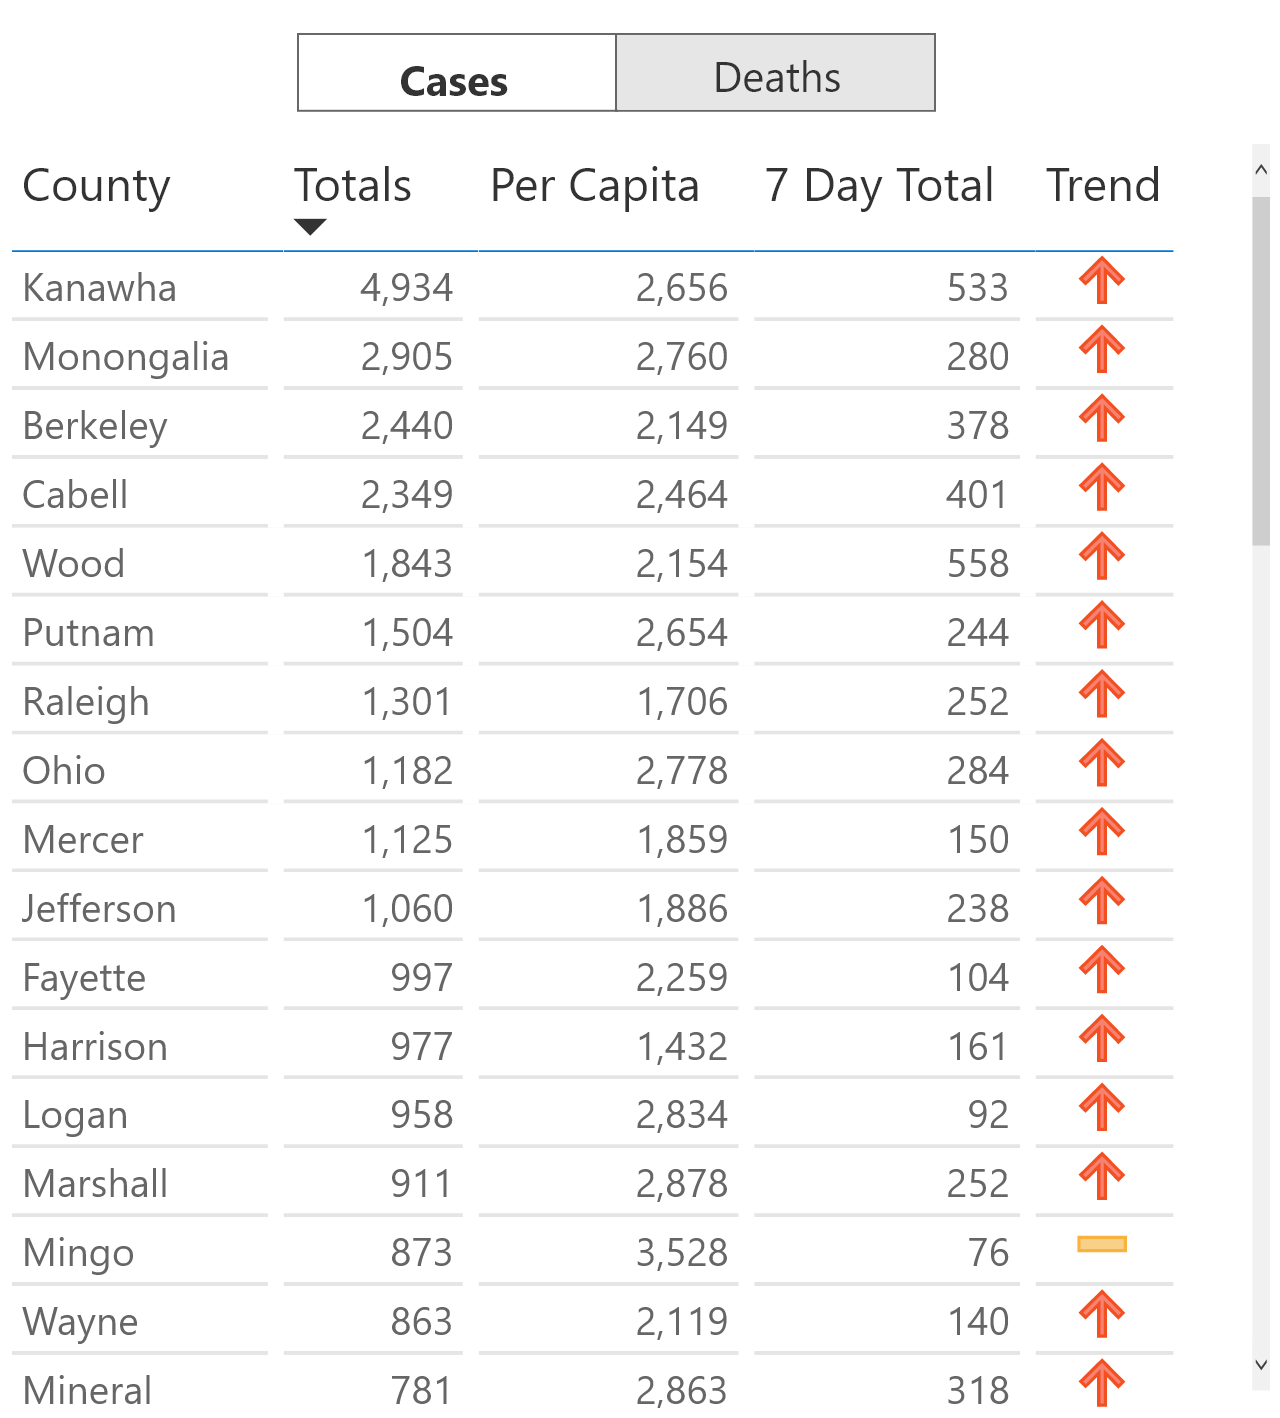 Cases Deaths
County Totals Per Capita 7 Day Total Trend
Kanawha 4,934 2,656 533
Monongalia 2,905 2,760 280
Berkeley 2,440 2,149 378
Cabell 2,349 2,464 401
Wood 1,843 2,154 558
Putnam 1,504 2,654 244
Raleigh 1,301 1,706 252
Ohio 1,182 2,778 284
Mercer 1,125 1,859 150
Jefferson 1,060 1,886 238
Fayette 997 2,259 104
Harrison 977 1,432 161
Logan 958 2,834 92
Marshall 911 2,878 252
Mingo 873 3,528 76
Wayne 863 2,119 140
Mineral 781 2,863 318